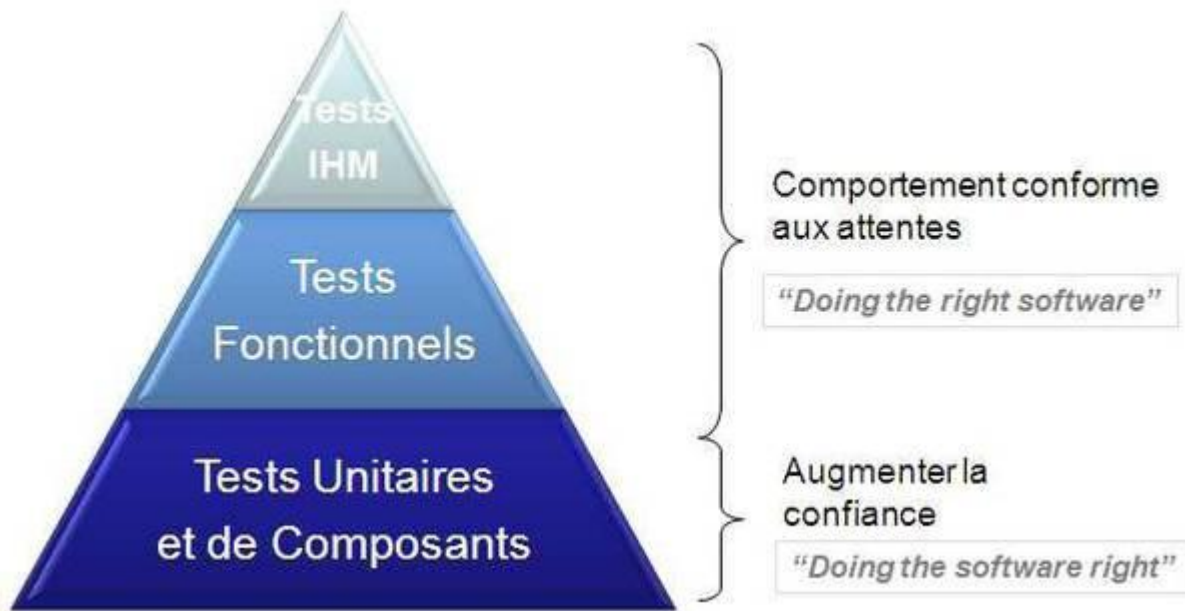 Tests
IHM
Tests
Fonctionnels
Tests Unitaires
et de Composants
Comportement conforme
aux attentes
“Doing the right software”
Augmenter la
confiance
“Doing the software right”